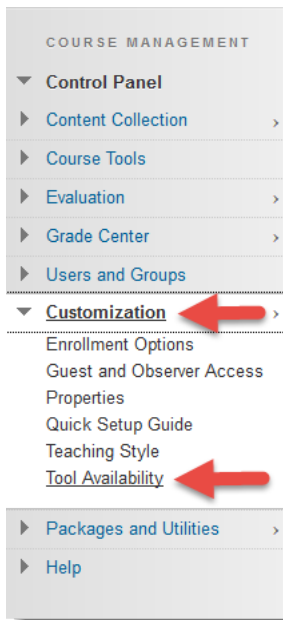 COURSE MANAGEMENT
Control Panel
Content Collection
Course Tools
Evaluation
Grade Center
Users and Groups
Customization
Enrollment Options
Guest and Observer Access
Properties
Quick Setup Guide
Teaching Style
Tool Availability
Packages and Utilities
Help